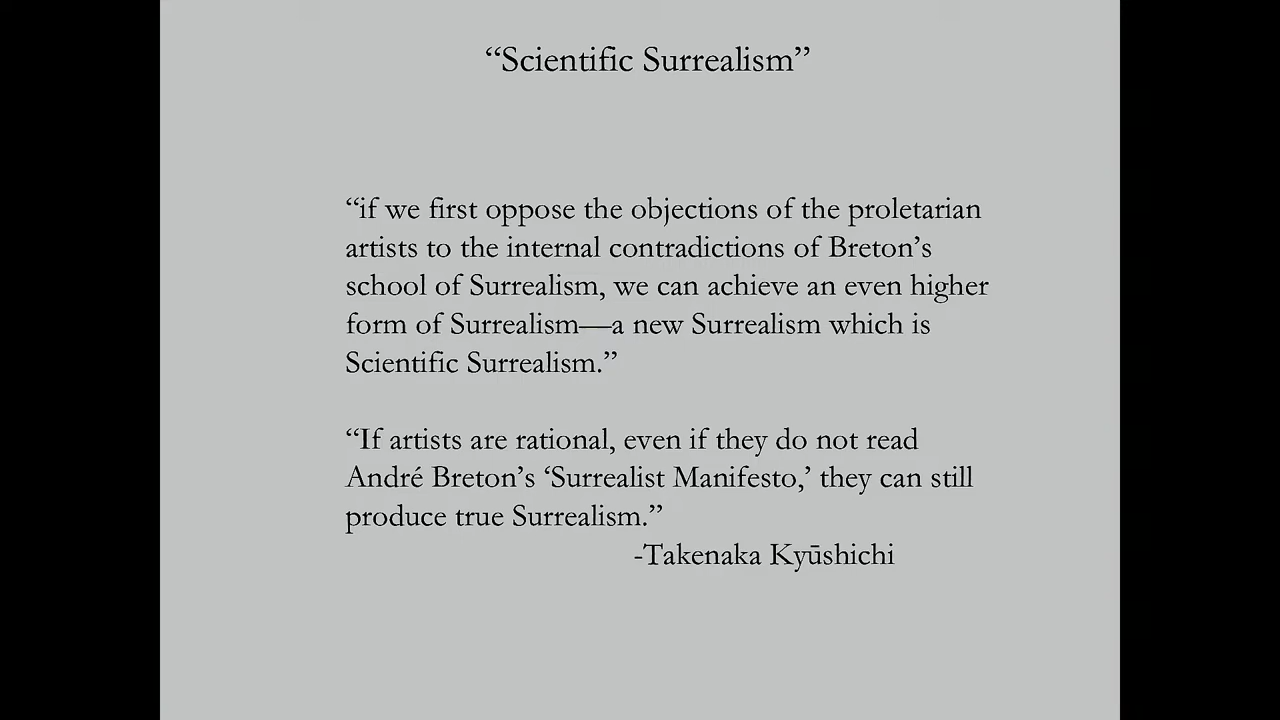 “Scientific Surrealism”
“if we first oppose the objections of the proletarian
artists to the internal contradictions of Breton’s
school of Surrealism, we can achieve an even higher
form of Surrealism—a new Surrealism which is
Scientific Surrealism.”
“If artists are rational, even if they do not read
André Breton’s ‘Surrealist Manifesto,’ they can still
produce true Surrealism.”
-Takenaka Kyūshichi